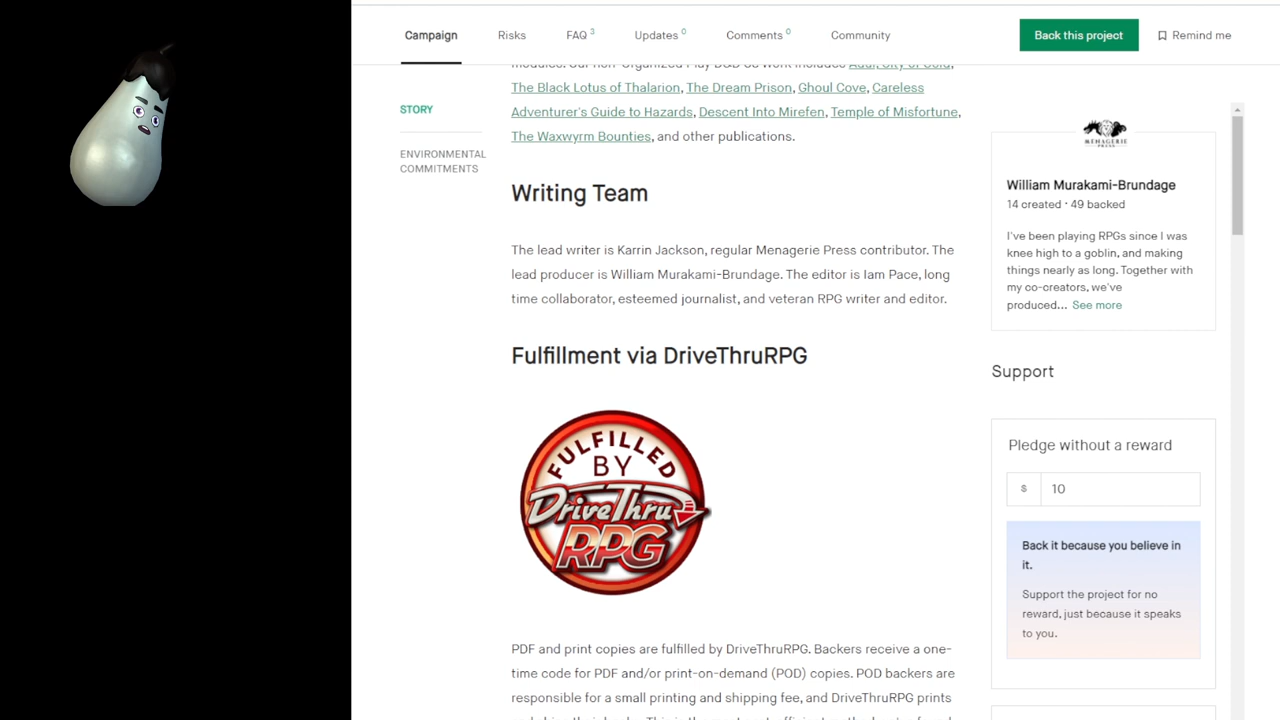 Campaign
Risks
FAQ 3
Updates 0
Comments 0
Community
Back this project
Remind me
STORY
ENVIRONMENTAL
COMMITMENTS
modules. Our non-Organized Play D&D 5e work includes
The Black Lotus of Thalarion, The Dream Prison, Ghoul Cove, Careless
Adventurer's Guide to Hazards, Descent Into Mirefen, Temple of Misfortune,
The Waxwyrm Bounties, and other publications.
Writing Team
The lead writer is Karrin Jackson, regular Menagerie Press contributor. The
lead producer is William Murakami-Brundage. The editor is Iam Pace, long
time collaborator, esteemed journalist, and veteran RPG writer and editor.
Fulfillment via DriveThruRPG
FULFILLED
BY
DriveThru
RPG
PDF and print copies are fulfilled by DriveThruRPG. Backers receive a one-
time code for PDF and/or print-on-demand (POD) copies. POD backers are
responsible for a small printing and shipping fee, and DriveThruRPG prints
MENAGERIE
PRESS
William Murakami-Brundage
14 created · 49 backed
I've been playing RPGs since I was
knee high to a goblin, and making
things nearly as long. Together with
my co-creators, we've
produced... See more
Support
Pledge without a reward
$ 10
Back it because you believe in
it.
Support the project for no
reward, just because it speaks
to you.